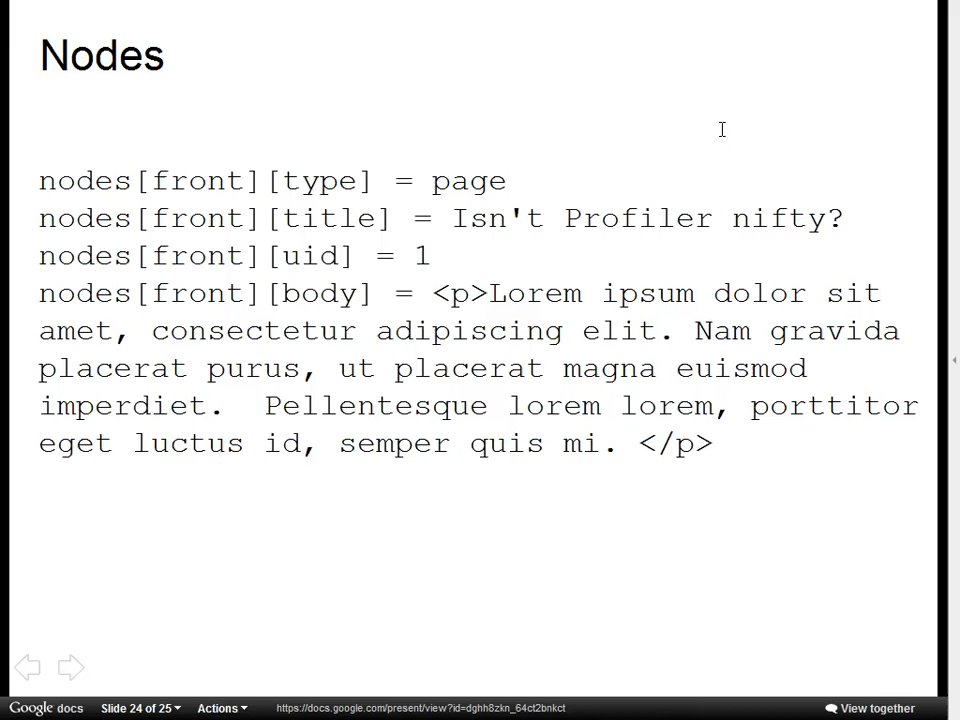 Nodes
nodes[front][type] = page
nodes[front][title] = Isn't Profiler nifty?
nodes[front][uid] = 1
nodes[front][body] = <p>Lorem ipsum dolor sit
amet, consectetur adipiscing elit. Nam gravida
placerat purus, ut placerat magna euismod
imperdiet.  Pellentesque lorem lorem, porttitor
eget luctus id, semper quis mi. </p>
Google docs Slide 24 of 25 Actions https://docs.google.com/present/view?id=dghh8zkn_64ct2bnkct View together